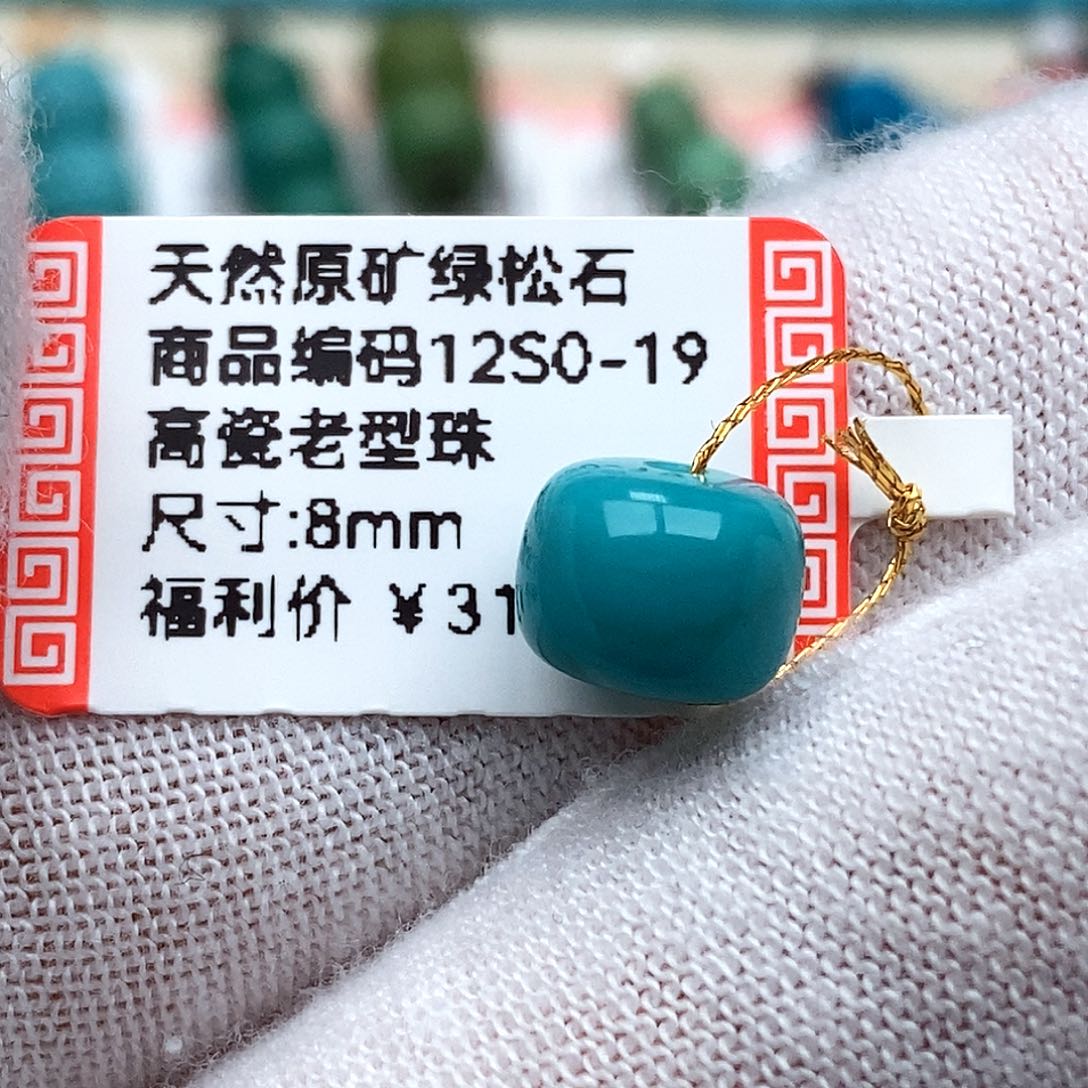 天然原矿绿松石
商品编码12S0-19
高瓷老型珠
尺寸:8mm
福利价 ¥31